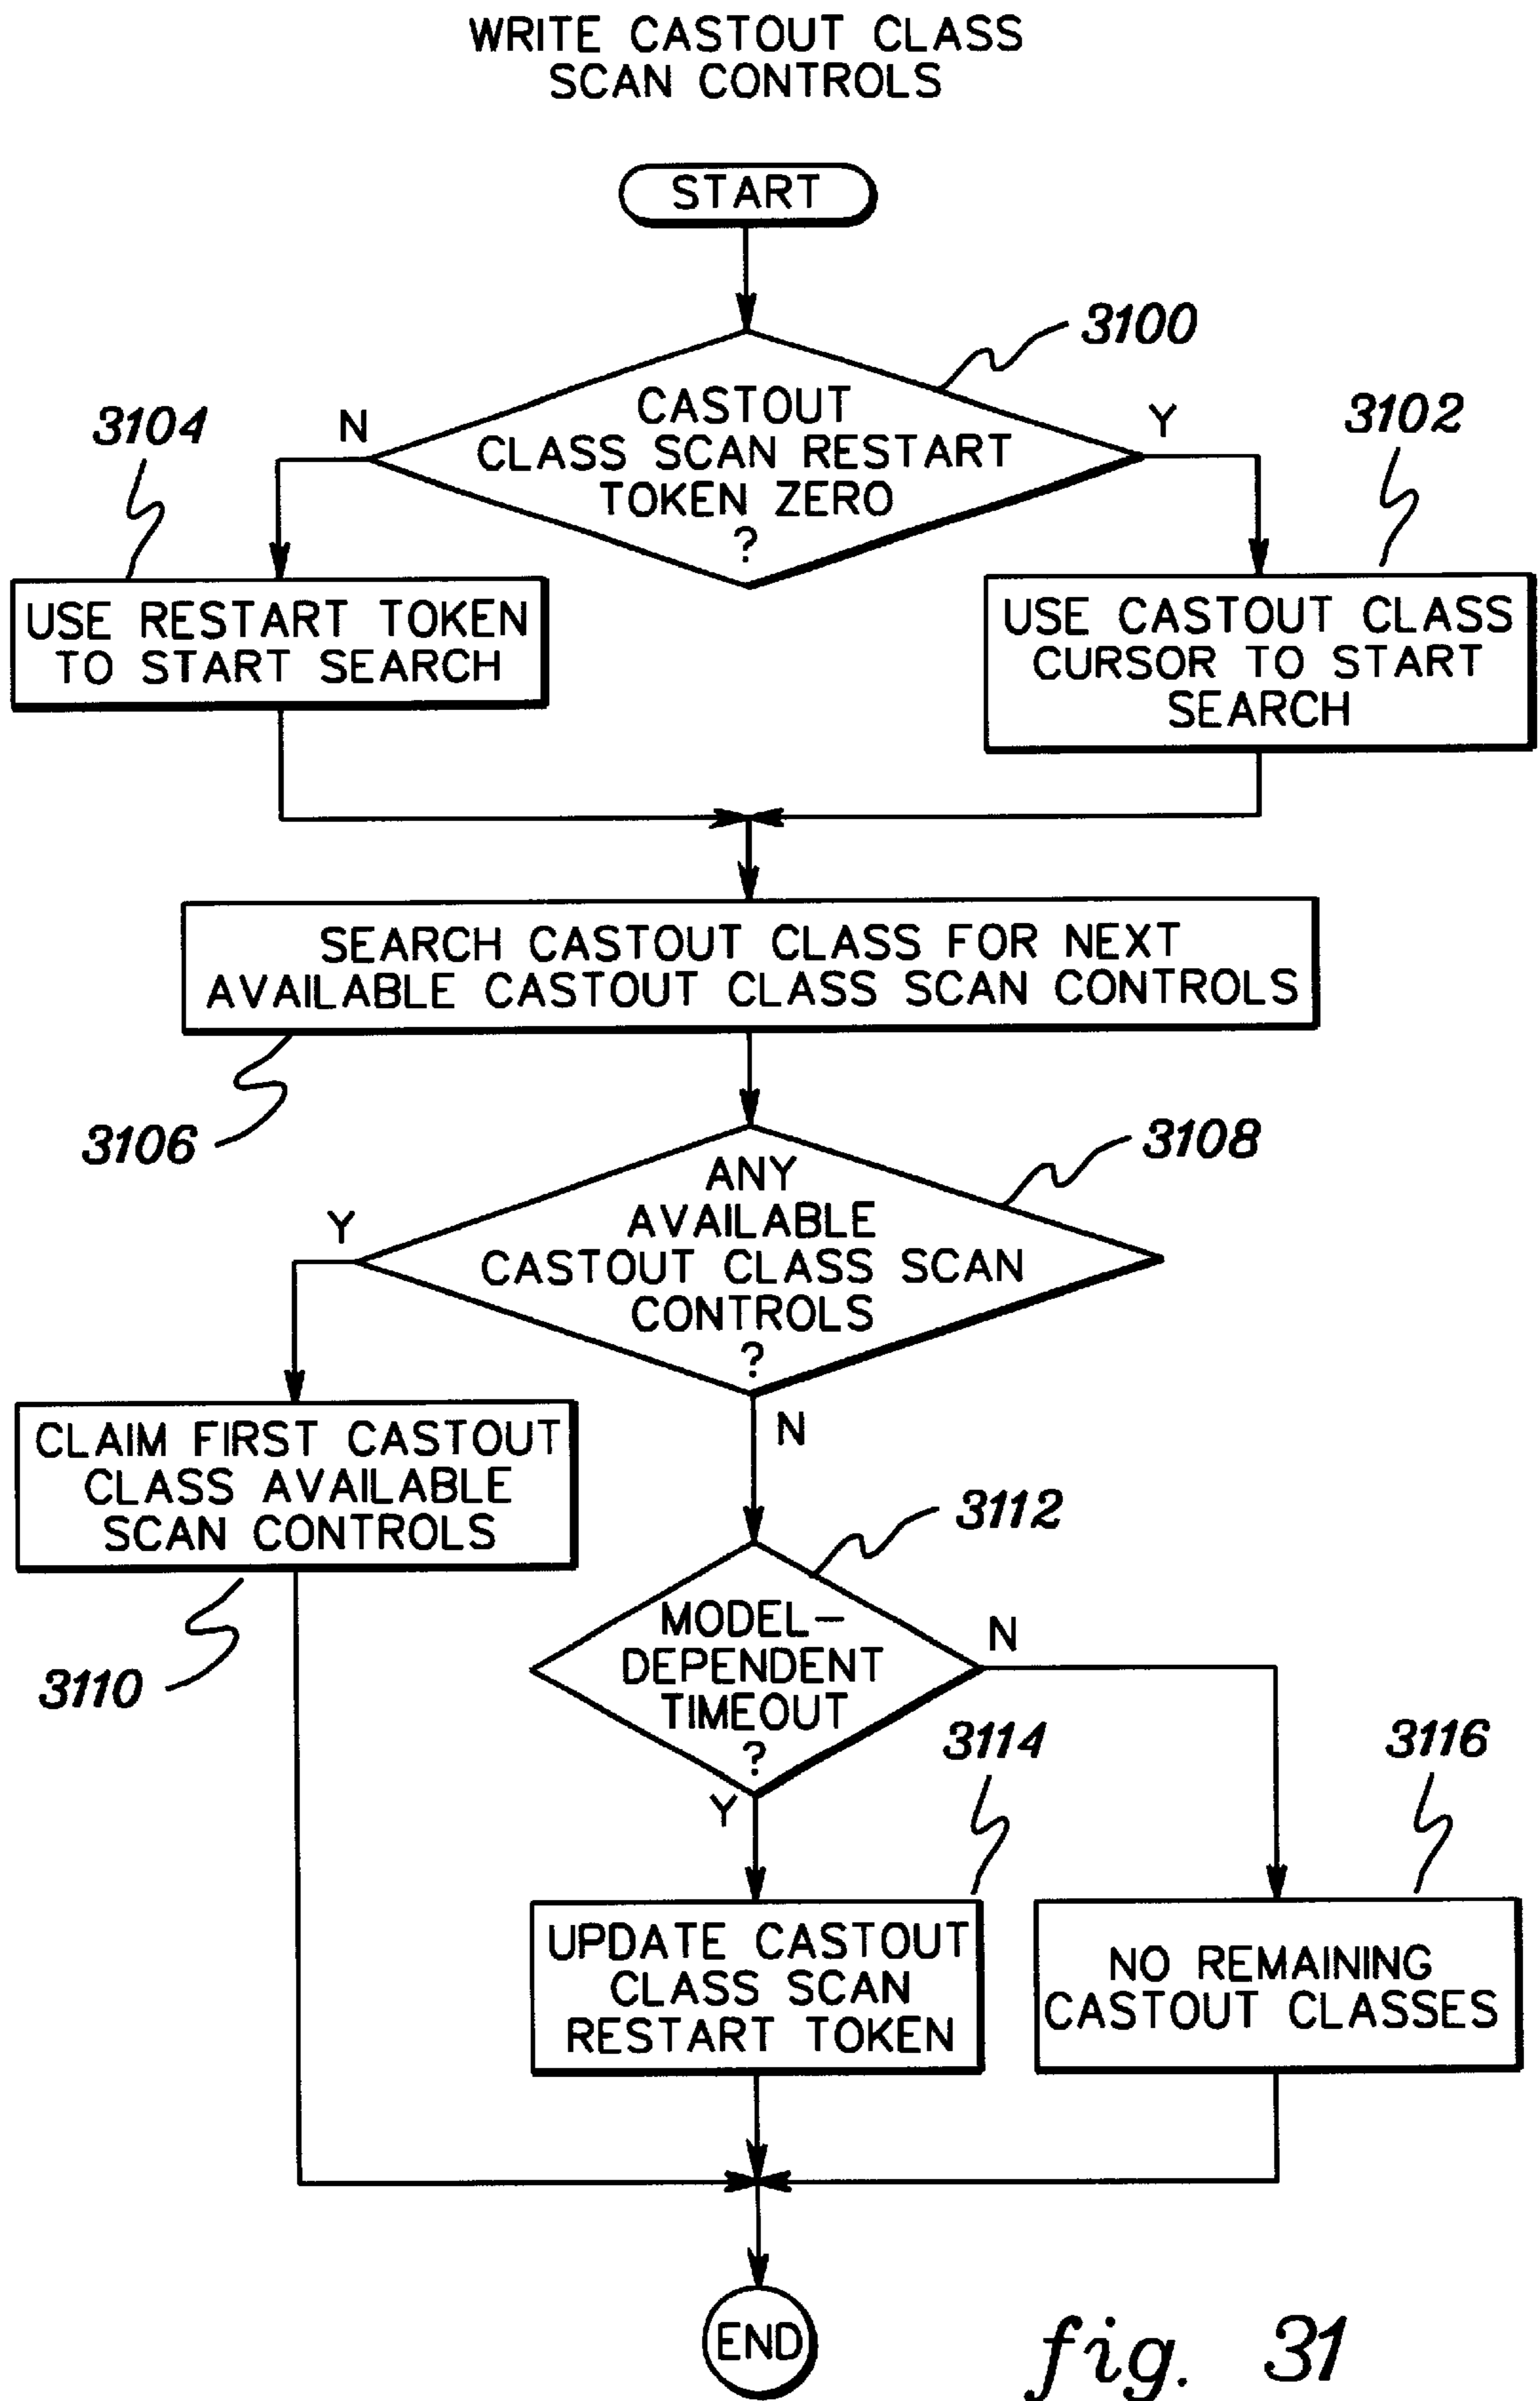 WRITE CASTOUT CLASS
SCAN CONTROLS
START
3100
CASTOUT
CLASS SCAN RESTART
TOKEN ZERO
?
N
Y
3104
3102
USE RESTART TOKEN
TO START SEARCH
USE CASTOUT CLASS
CURSOR TO START
SEARCH
SEARCH CASTOUT CLASS FOR NEXT
AVAILABLE CASTOUT CLASS SCAN CONTROLS
3106
3108
ANY
AVAILABLE
CASTOUT CLASS SCAN
CONTROLS
?
Y
N
CLAIM FIRST CASTOUT
CLASS AVAILABLE
SCAN CONTROLS
3110
3112
MODEL-
DEPENDENT
TIMEOUT
?
N
Y
3114
3116
UPDATE CASTOUT
CLASS SCAN
RESTART TOKEN
NO REMAINING
CASTOUT CLASSES
END
fig. 31